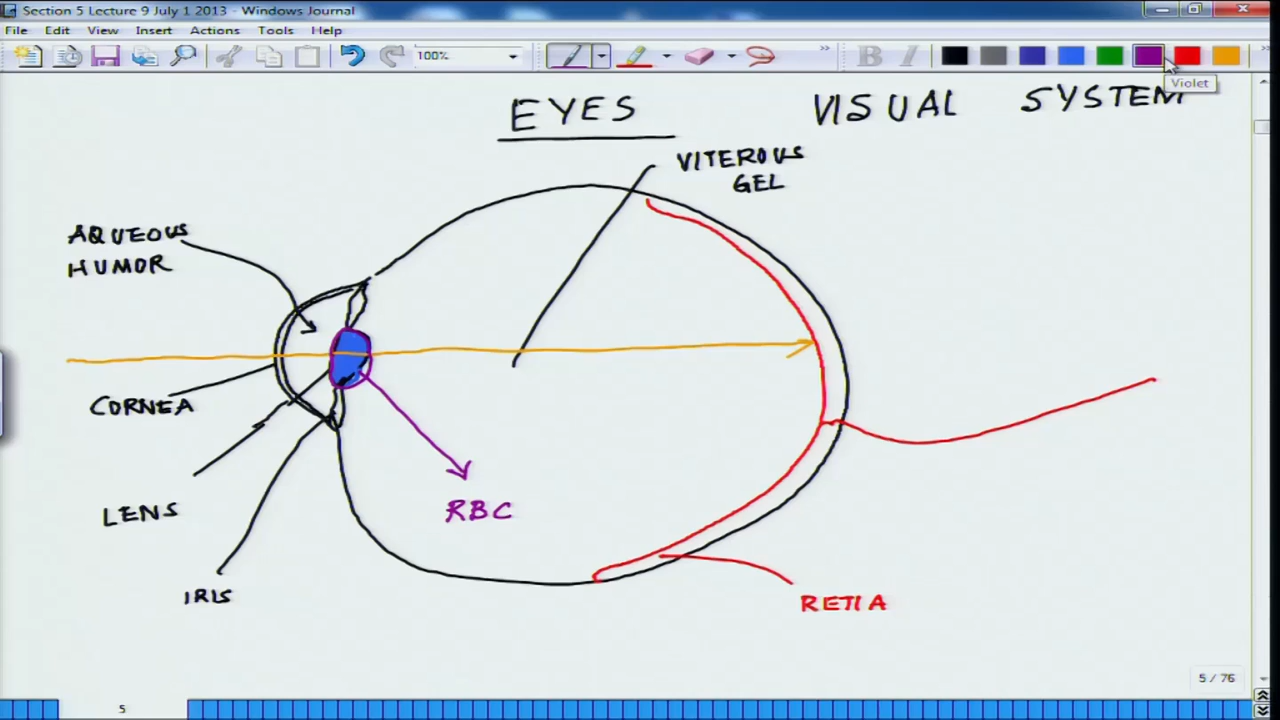 Section 5 Lecture 9 July 1 2013 - Windows Journal
File Edit View Insert Actions Tools Help
100%
B I
Violet
EYES VISUAL SYSTEM
VITEROUS
GEL
AQUEOUS
HUMOR
CORNEA
LENS
RBC
IRIS
RETIA
5 / 76
5